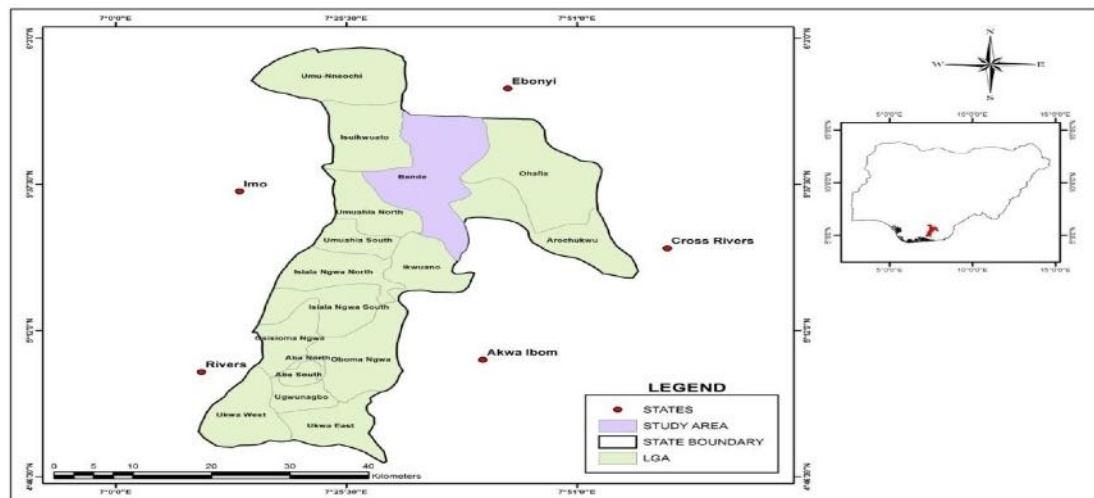 7°0'0"E 7°25'30"E 7°51'0"E
Umu-Nneochi
Ebonyi
Isuikwuato
Bende
Ohafia
Imo
Umuahia North
Umuahia South
Arochukwu
Cross Rivers
Ikwuano
Isiala Ngwa North
Isiala Ngwa South
Osisioma Ngwa
Aba North
Oboma Ngwa
Akwa Ibom
Rivers
Aba South
Ugwunagbo
Ukwa West
Ukwa East
0 5 10 20 30 40
Kilometers
7°0'0"E 7°25'30"E 7°51'0"E
LEGEND
STATES
STUDY AREA
STATE BOUNDARY
LGA
N
W E
S
5°0'0"E 10°0'0"E 15°0'0"E
5°0'0"E 10°0'0"E 15°0'0"E